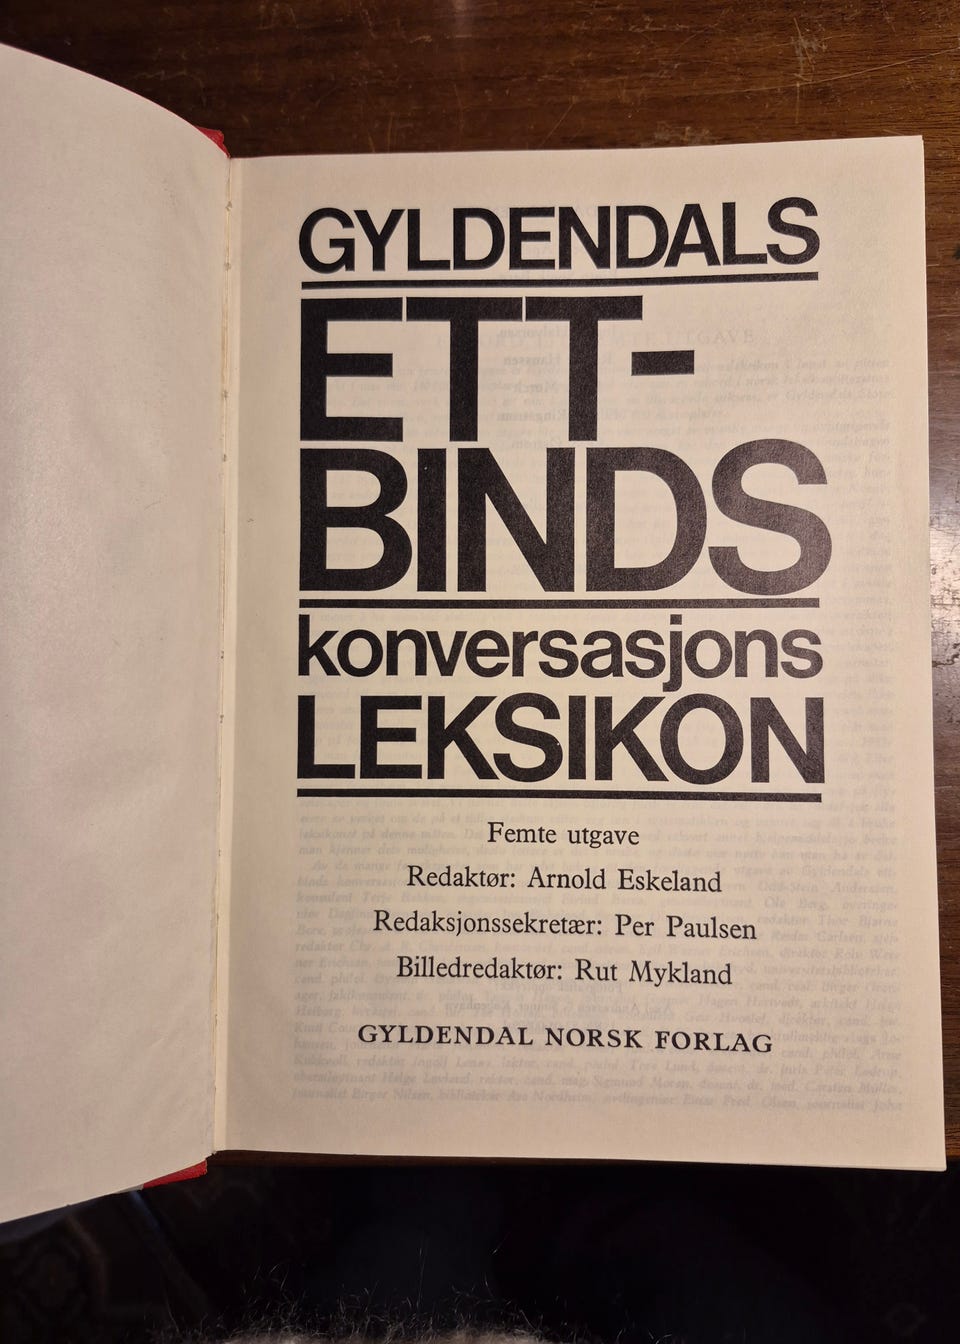 GYLDENDALS
ETT-
BINDS
konversasjons
LEKSIKON
Femte utgave
Redaktør: Arnold Eskeland
Redaksjonssekretær: Per Paulsen
Billedredaktør: Rut Mykland
GYLDENDAL NORSK FORLAG